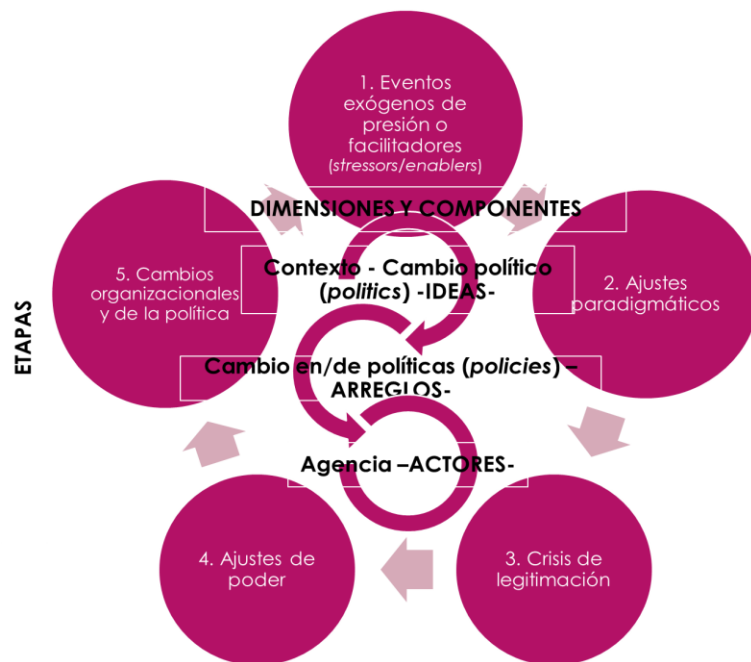 1. Eventos
exógenos de
presión o
facilitadores
(stressors/enablers)
DIMENSIONES Y COMPONENTES
Contexto - Cambio político
(politics) -IDEAS-
5. Cambios
organizacionales
y de la política
2. Ajustes
paradigmáticos
ETAPAS
Cambio en/de políticas (policies) –
ARREGLOS-
Agencia –ACTORES-
4. Ajustes de
poder
3. Crisis de
legitimación